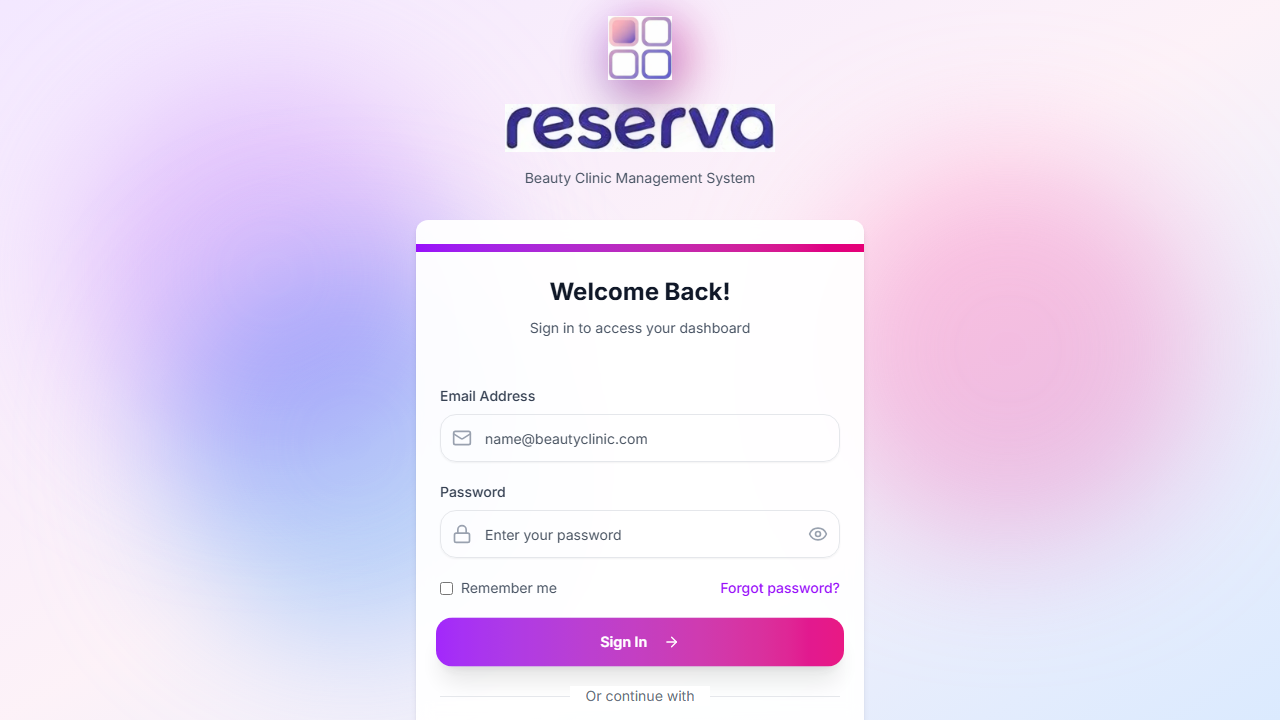 reserva
Beauty Clinic Management System
Welcome Back!
Sign in to access your dashboard
Email Address
name@beautyclinic.com
Password
Enter your password
Remember me
Forgot password?
Sign In
Or continue with